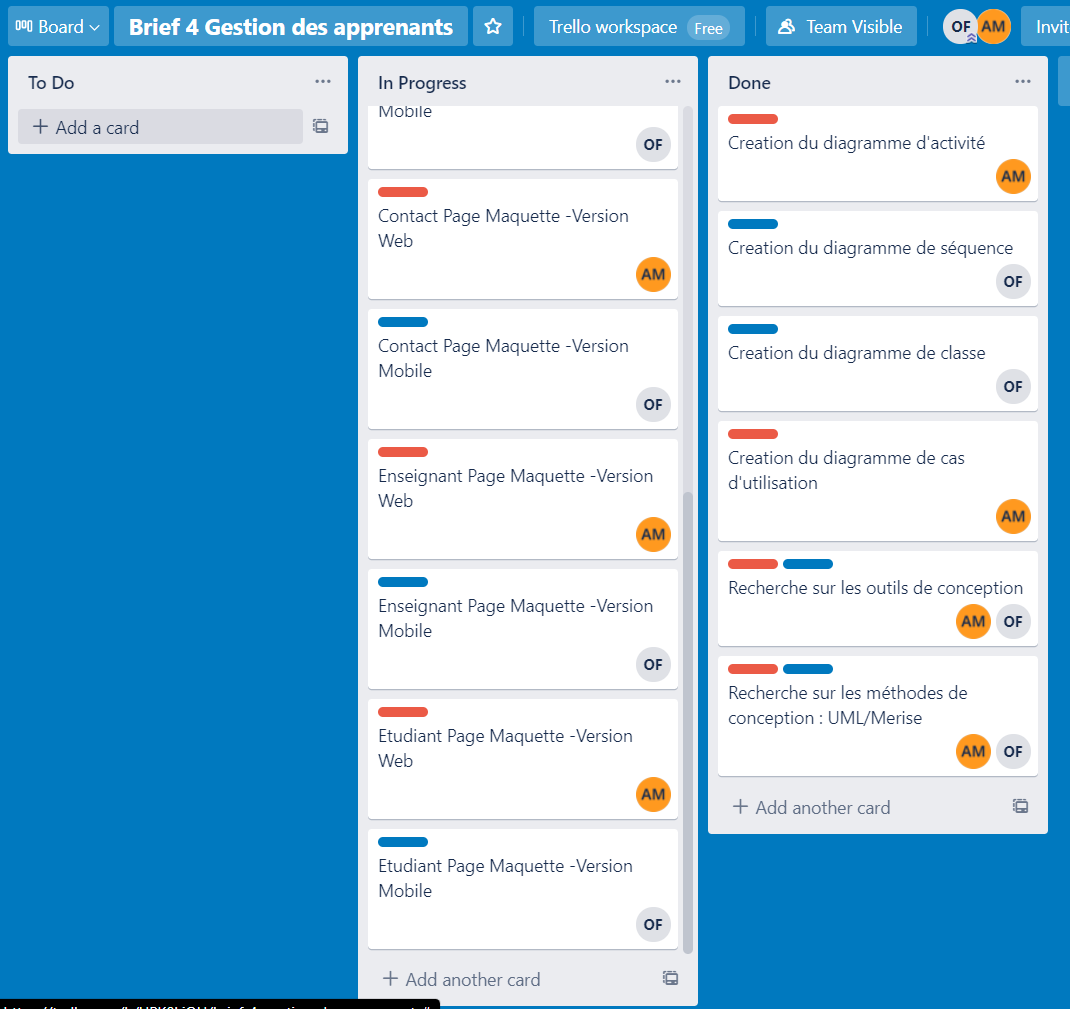 Board
Brief 4 Gestion des apprenants
Trello workspace Free
Team Visible
OF AM
Invit
To Do
+ Add a card
In Progress
Mobile
OF
Contact Page Maquette -Version
Web
AM
Contact Page Maquette -Version
Mobile
OF
Enseignant Page Maquette -Version
Web
AM
Enseignant Page Maquette -Version
Mobile
OF
Etudiant Page Maquette -Version
Web
AM
Etudiant Page Maquette -Version
Mobile
OF
+ Add another card
Done
Creation du diagramme d'activité
AM
Creation du diagramme de séquence
OF
Creation du diagramme de classe
OF
Creation du diagramme de cas
d'utilisation
AM
Recherche sur les outils de conception
AM OF
Recherche sur les méthodes de
conception : UML/Merise
AM OF
+ Add another card